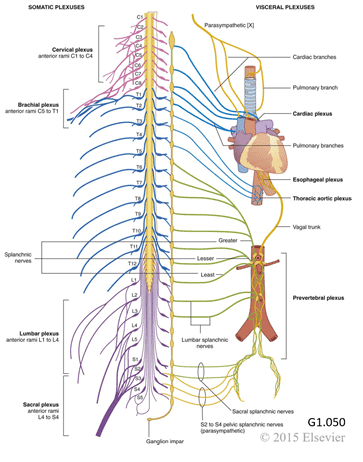 SOMATIC PLEXUSES
VISCERAL PLEXUSES
Parasympathetic [X]
C1
C2
C3
C4
C5
C6
C7
C8
T1
T2
T3
T4
T5
T6
T7
T8
T9
T10
T11
T12
L1
L2
L3
L4
L5
S1
S2
S3
S4
S5
Cervical plexus
anterior rami C1 to C4
Brachial plexus
anterior rami C5 to T1
Splanchnic
nerves
Lumbar plexus
anterior rami L1 to L4
Sacral plexus
anterior rami
L4 to S4
Cardiac branches
Pulmonary branch
Cardiac plexus
Pulmonary branches
Esophageal plexus
Thoracic aortic plexus
Vagal trunk
Greater
Lesser
Least
Prevertebral plexus
Lumbar splanchnic
nerves
Sacral splanchnic nerves
S2 to S4 pelvic splanchnic nerves
(parasympathetic)
Ganglion impar
G1.050
© 2015 Elsevier